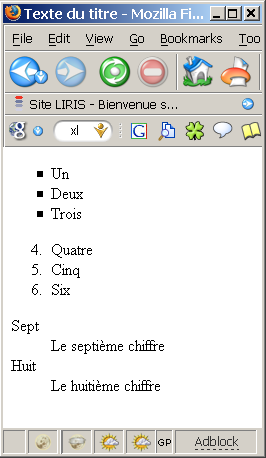 Texte du titre - Mozilla Fi...
File Edit View Go Bookmarks Too
Site LIRIS - Bienvenue s...
xl
G
Un
Deux
Trois
4. Quatre
5. Cinq
6. Six
Sept
Le septième chiffre
Huit
Le huitième chiffre
GP Adblock